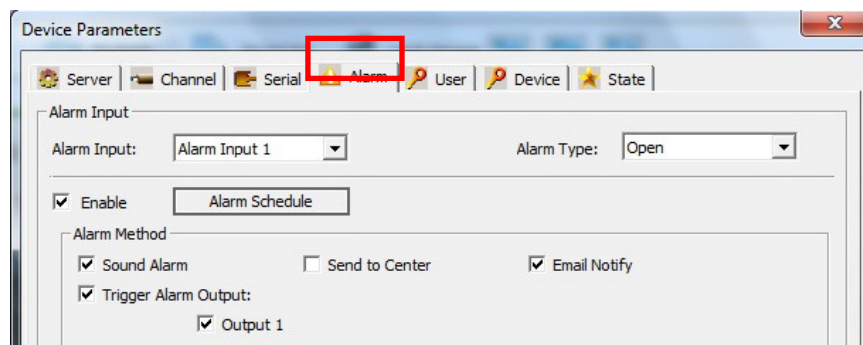 Device Parameters
Server Channel Serial Alarm User Device State
Alarm Input
Alarm Input: Alarm Input 1 Alarm Type: Open
Enable Alarm Schedule
Alarm Method
Sound Alarm Send to Center Email Notify
Trigger Alarm Output:
Output 1